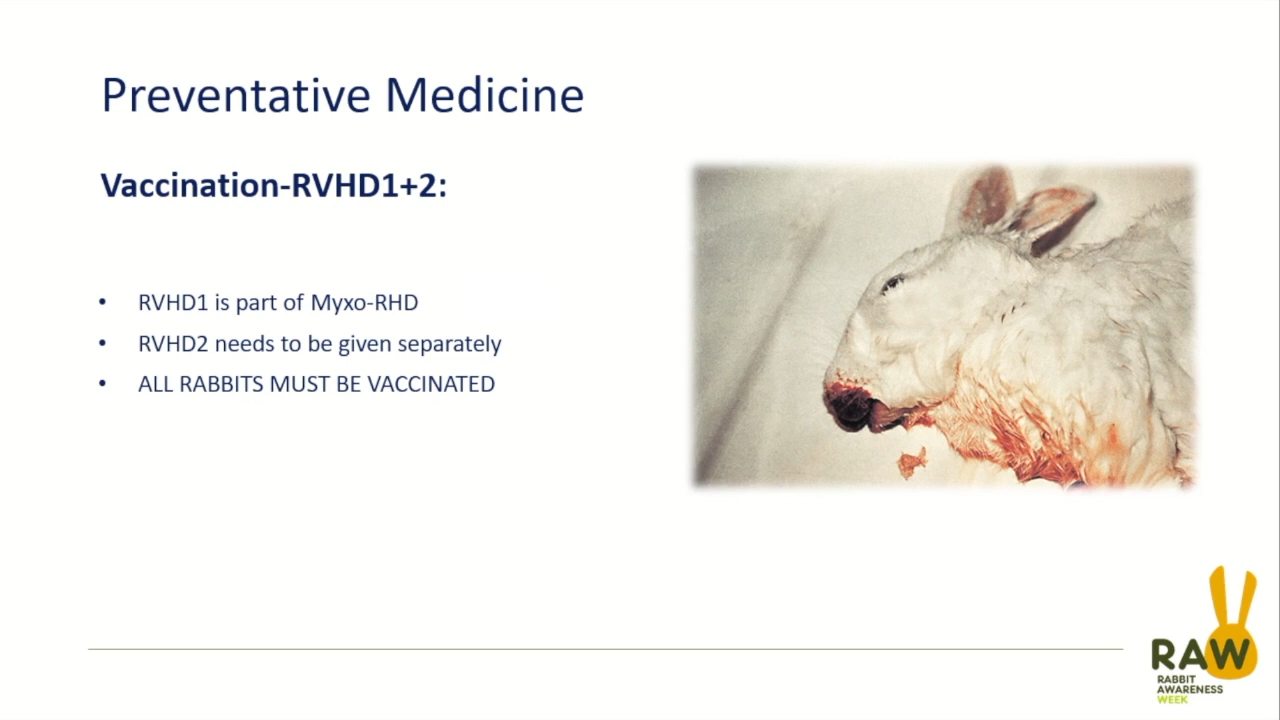 Preventative Medicine
Vaccination-RVHD1+2:
• RVHD1 is part of Myxo-RHD
• RVHD2 needs to be given separately
• ALL RABBITS MUST BE VACCINATED
RAW
RABBIT
AWARENESS
WEEK